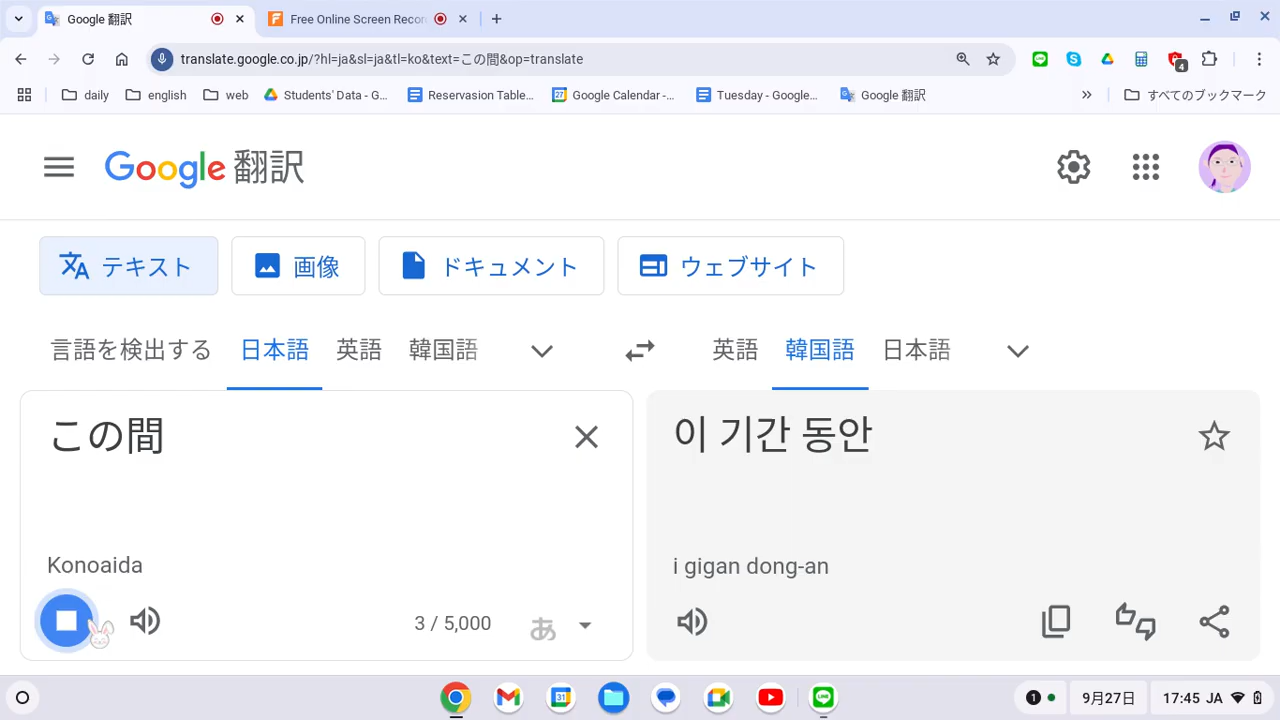 Google 翻訳
Free Online Screen Recor
translate.google.co.jp/?hl=ja&sl=ja&tl=ko&text=この間&op=translate
4
daily
english
web
Students' Data - G...
Reservasion Table...
27
Google Calendar -...
Tuesday - Google...
Google 翻訳
»
すべてのブックマーク
Google 翻訳
テキスト
画像
ドキュメント
ウェブサイト
言語を検出する
日本語
英語
韓国語
英語
韓国語
日本語
この間
이 기간 동안
Konoaida
i gigan dong-an
3 / 5,000
あ
31
1
9月27日
17:45 JA